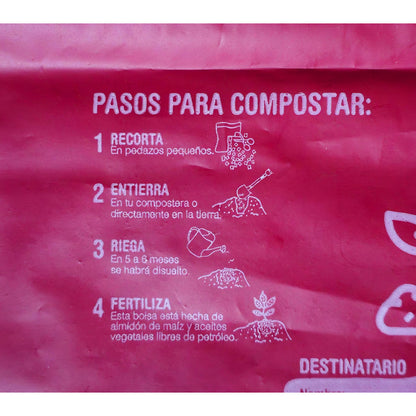 PASOS PARA COMPOSTAR:
1 RECORTA
En pedazos pequeños.
2 ENTIERRA
En tu compostera o
directamente en la tierra.
3 RIEGA
En 5 a 6 meses
se habrá disuelto.
4 FERTILIZA
Esta bolsa está hecha de
almidón de maíz y aceites
vegetales libres de petróleo.
DESTINATARIO